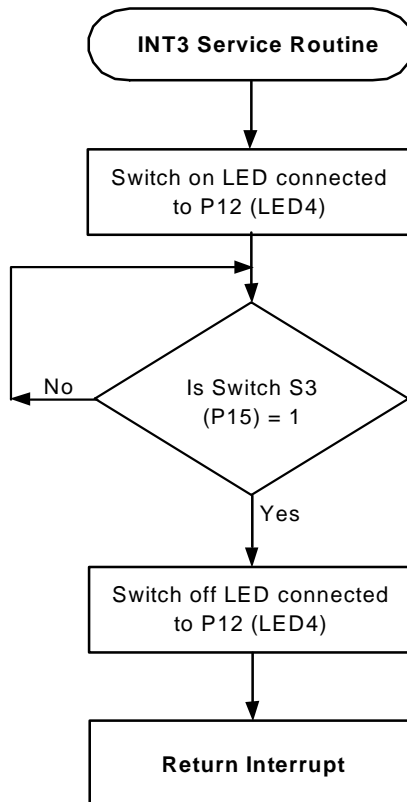 INT3 Service Routine
Switch on LED connected
to P12 (LED4)
Is Switch S3
(P15) = 1
No
Yes
Switch off LED connected
to P12 (LED4)
Return Interrupt